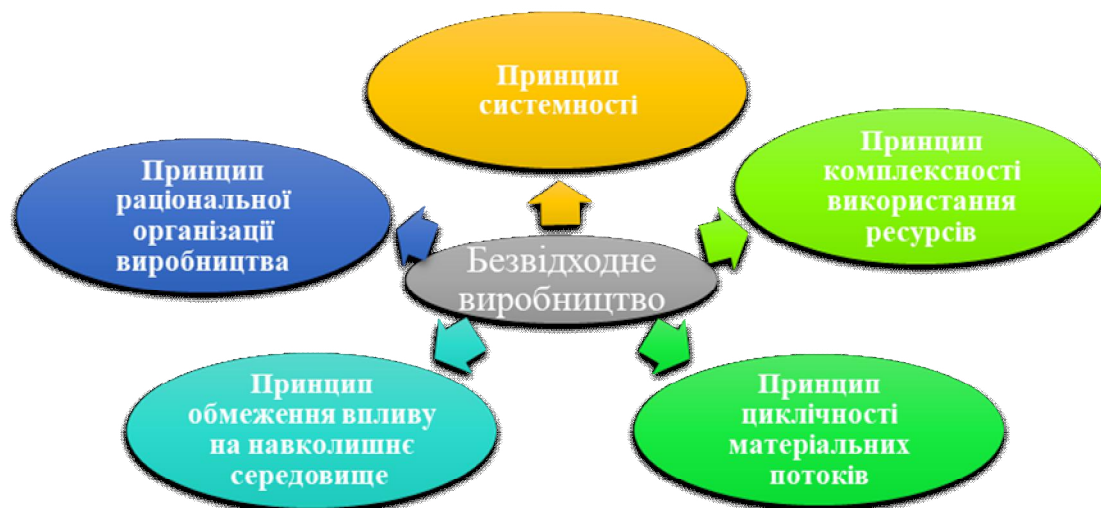 Принцип
системності
Принцип
комплексності
використання
ресурсів
Принцип
раціональної
організації
виробництва
Безвідходне
виробництво
Принцип
обмеження впливу
на навколишнє
середовище
Принцип
циклічності
матеріальних
потоків